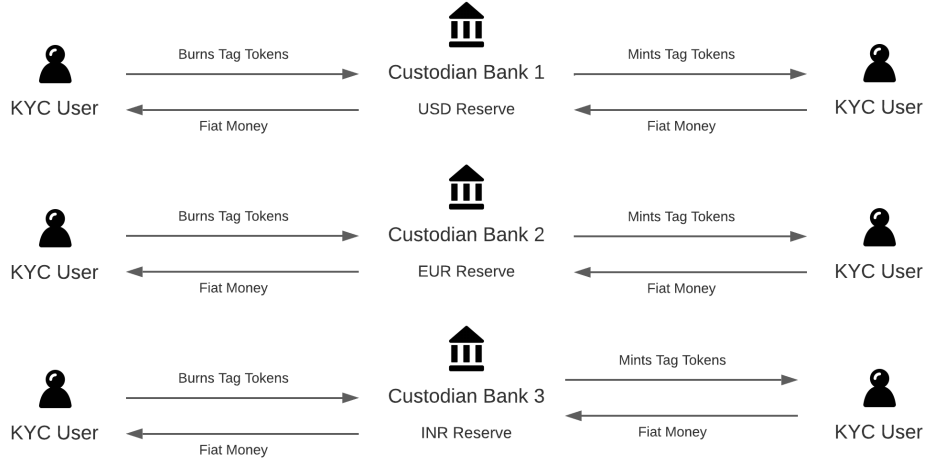 Burns Tag Tokens
Mints Tag Tokens
KYC User
Custodian Bank 1
KYC User
USD Reserve
Fiat Money
Fiat Money
Burns Tag Tokens
Mints Tag Tokens
KYC User
Custodian Bank 2
KYC User
EUR Reserve
Fiat Money
Fiat Money
Burns Tag Tokens
Mints Tag Tokens
KYC User
Custodian Bank 3
KYC User
INR Reserve
Fiat Money
Fiat Money